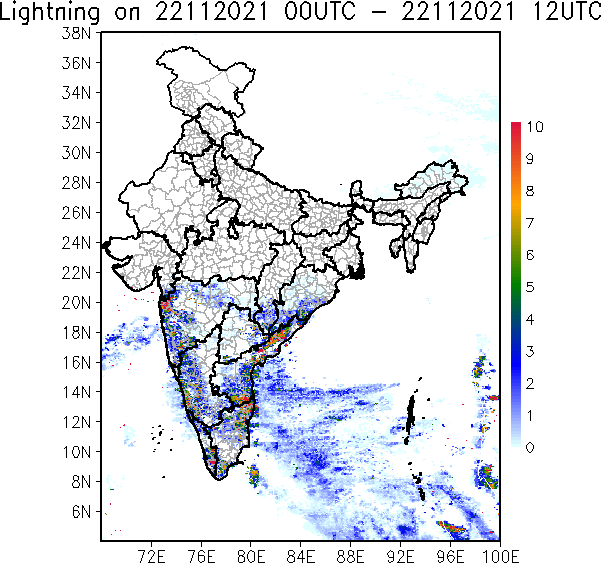 Lightning on 22112021 00UTC – 22112021 12UTC
38N
36N
34N
32N
30N
28N
26N
24N
22N
20N
18N
16N
14N
12N
10N
8N
6N
72E 76E 80E 84E 88E 92E 96E 100E
10
9
8
7
6
5
4
3
2
1
0